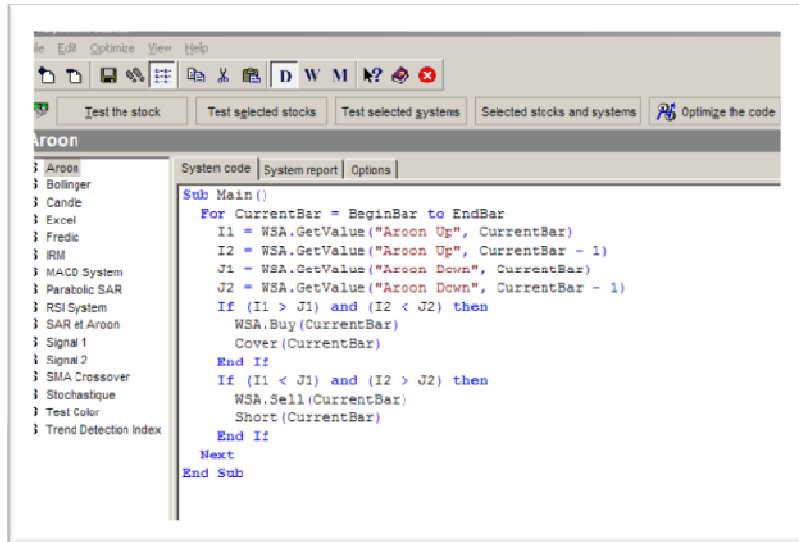 Edit Optimize View Help
D W M
Test the stock Test selected stocks Test selected systems Selected stocks and systems Optimize the code
Aroon
Aroon
Bollinger
Candle
Excel
Fredic
IRM
MACD System
Parabolic SAR
RSI System
SAR et Aroon
Signal 1
Signal 2
SMA Crossover
Stochastique
Test Color
Trend Detection Index
System code System report Options
Sub Main()
For CurrentBar = BeginBar to EndBar
I1 = WSA.GetValue("Aroon Up", CurrentBar)
I2 = WSA.GetValue("Aroon Up", CurrentBar - 1)
J1 = WSA.GetValue("Aroon Down", CurrentBar)
J2 = WSA.GetValue("Aroon Down", CurrentBar - 1)
If (I1 > J1) and (I2 < J2) then
WSA.Buy(CurrentBar)
Cover(CurrentBar)
End If
If (I1 < J1) and (I2 > J2) then
WSA.Sell(CurrentBar)
Short(CurrentBar)
End If
Next
End Sub